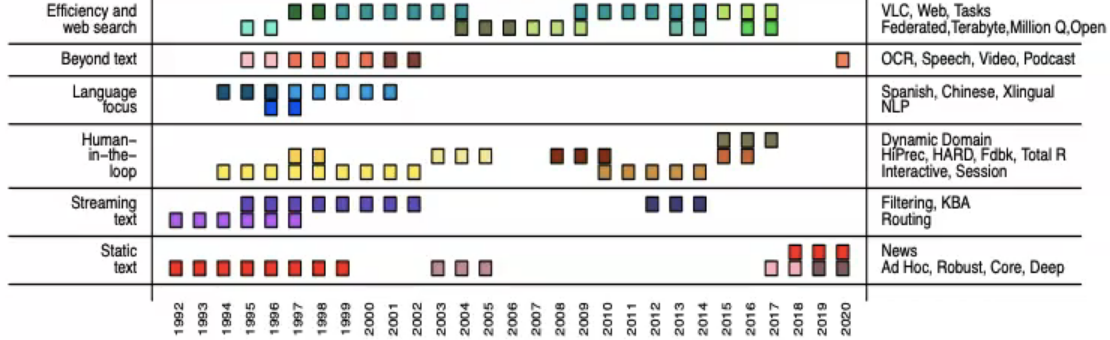 Efficiency and
web search
VLC, Web, Tasks
Federated,Terabyte,Million Q,Open
Beyond text
OCR, Speech, Video, Podcast
Language
focus
Spanish, Chinese, Xlingual
NLP
Human–
in–the–
loop
Dynamic Domain
HiPrec, HARD, Fdbk, Total R
Interactive, Session
Streaming
text
Filtering, KBA
Routing
Static
text
News
Ad Hoc, Robust, Core, Deep
1992
1993
1994
1995
1996
1997
1998
1999
2000
2001
2002
2003
2004
2005
2006
2007
2008
2009
2010
2011
2012
2013
2014
2015
2016
2017
2018
2019
2020